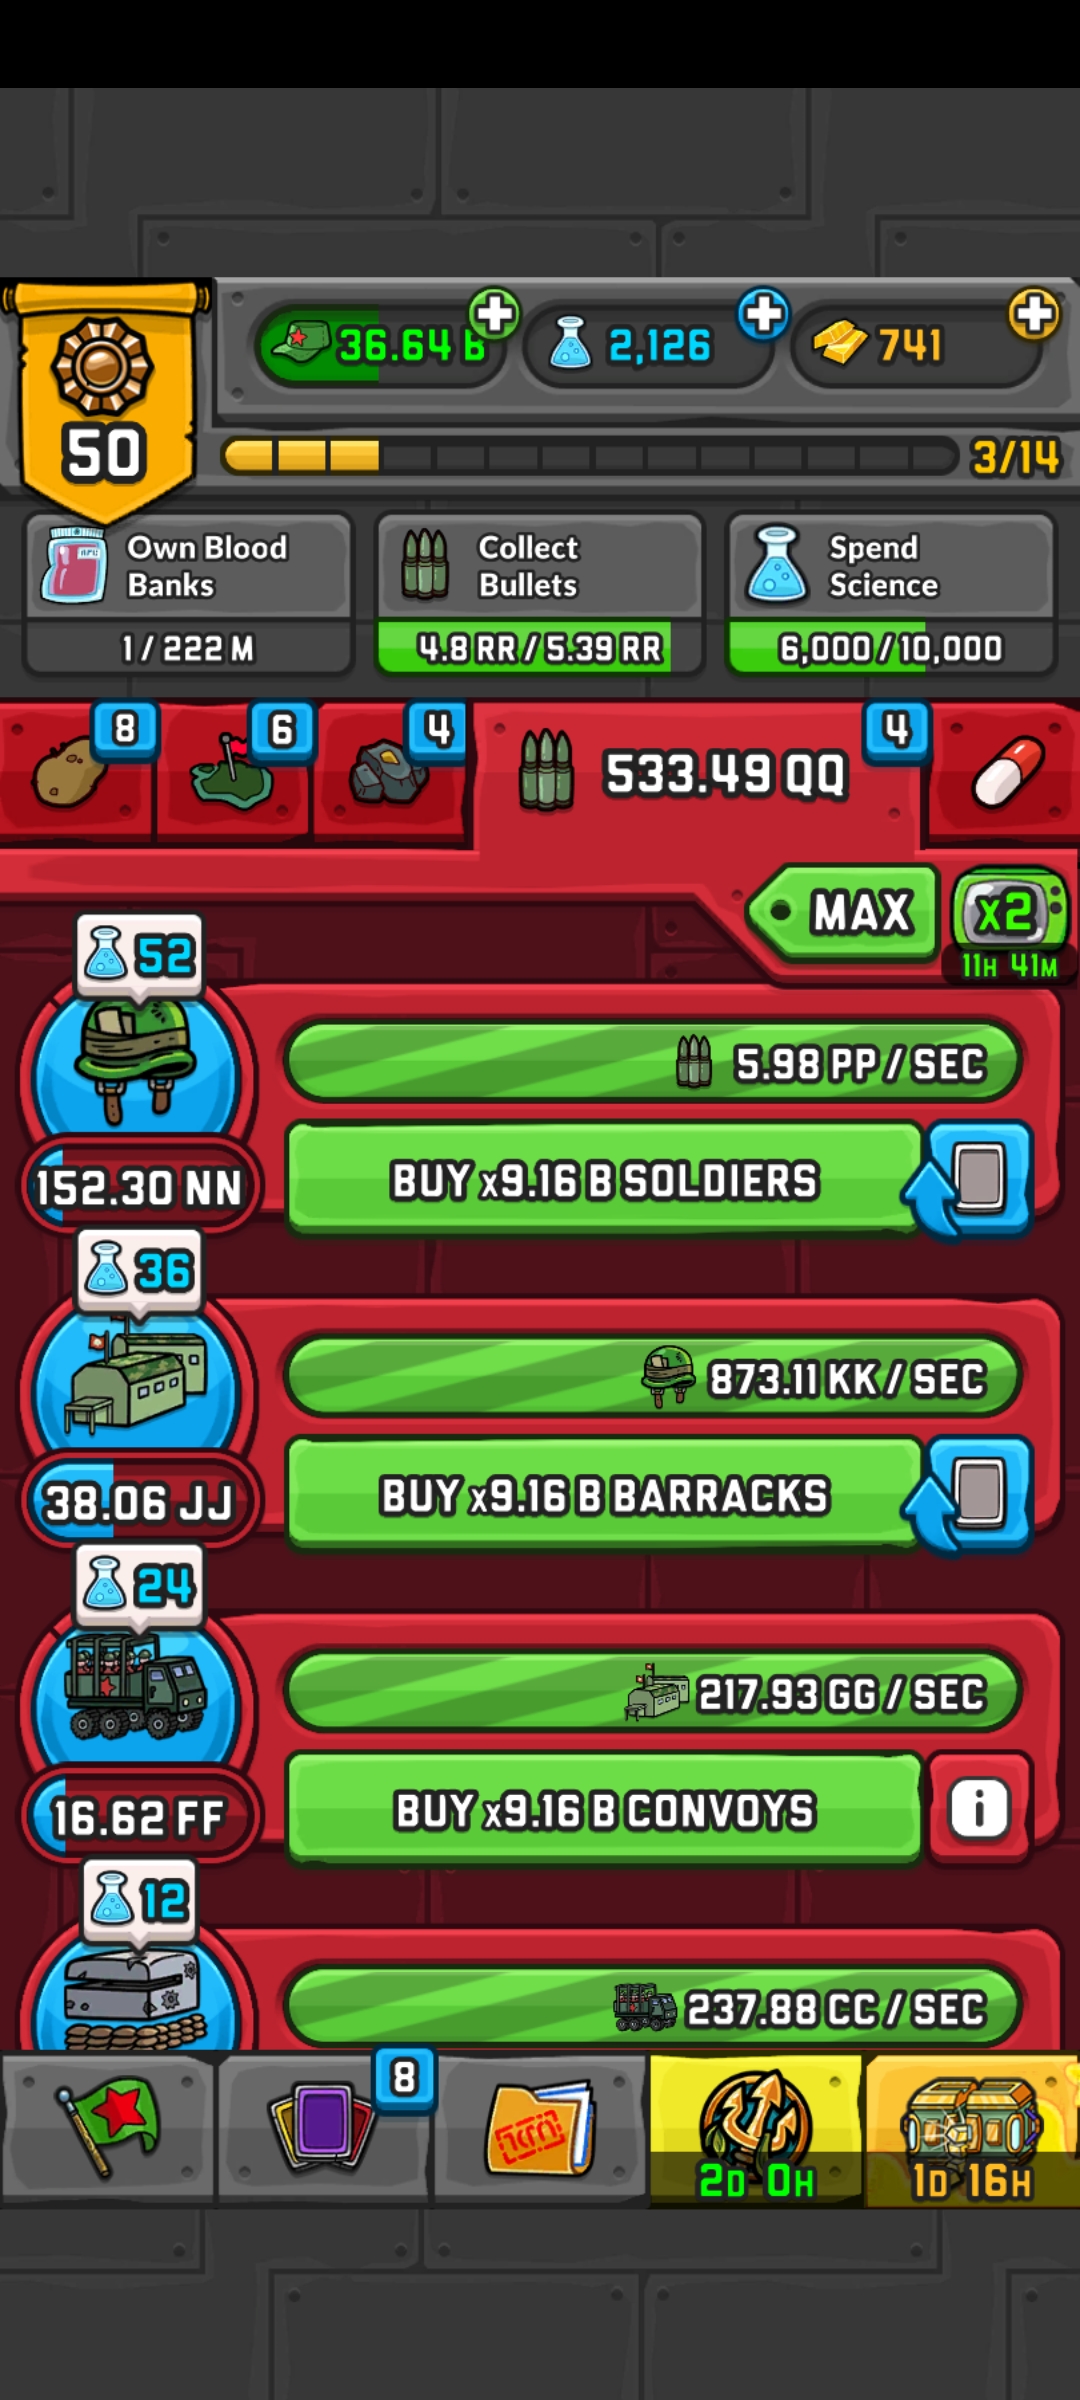 36.64 B
2,126
741
50
3/14
Own Blood
Banks
1 / 222 M
Collect
Bullets
4.8 RR / 5.39 RR
Spend
Science
6,000 / 10,000
8
6
4
533.49 QQ
4
MAX
x2
11H 41M
52
5.98 PP / SEC
BUY x9.16 B SOLDIERS
152.30 NN
36
873.11 KK / SEC
BUY x9.16 B BARRACKS
38.06 JJ
24
217.93 GG / SEC
BUY x9.16 B CONVOYS
i
16.62 FF
12
237.88 CC / SEC
8
2D 0H
1D 16H